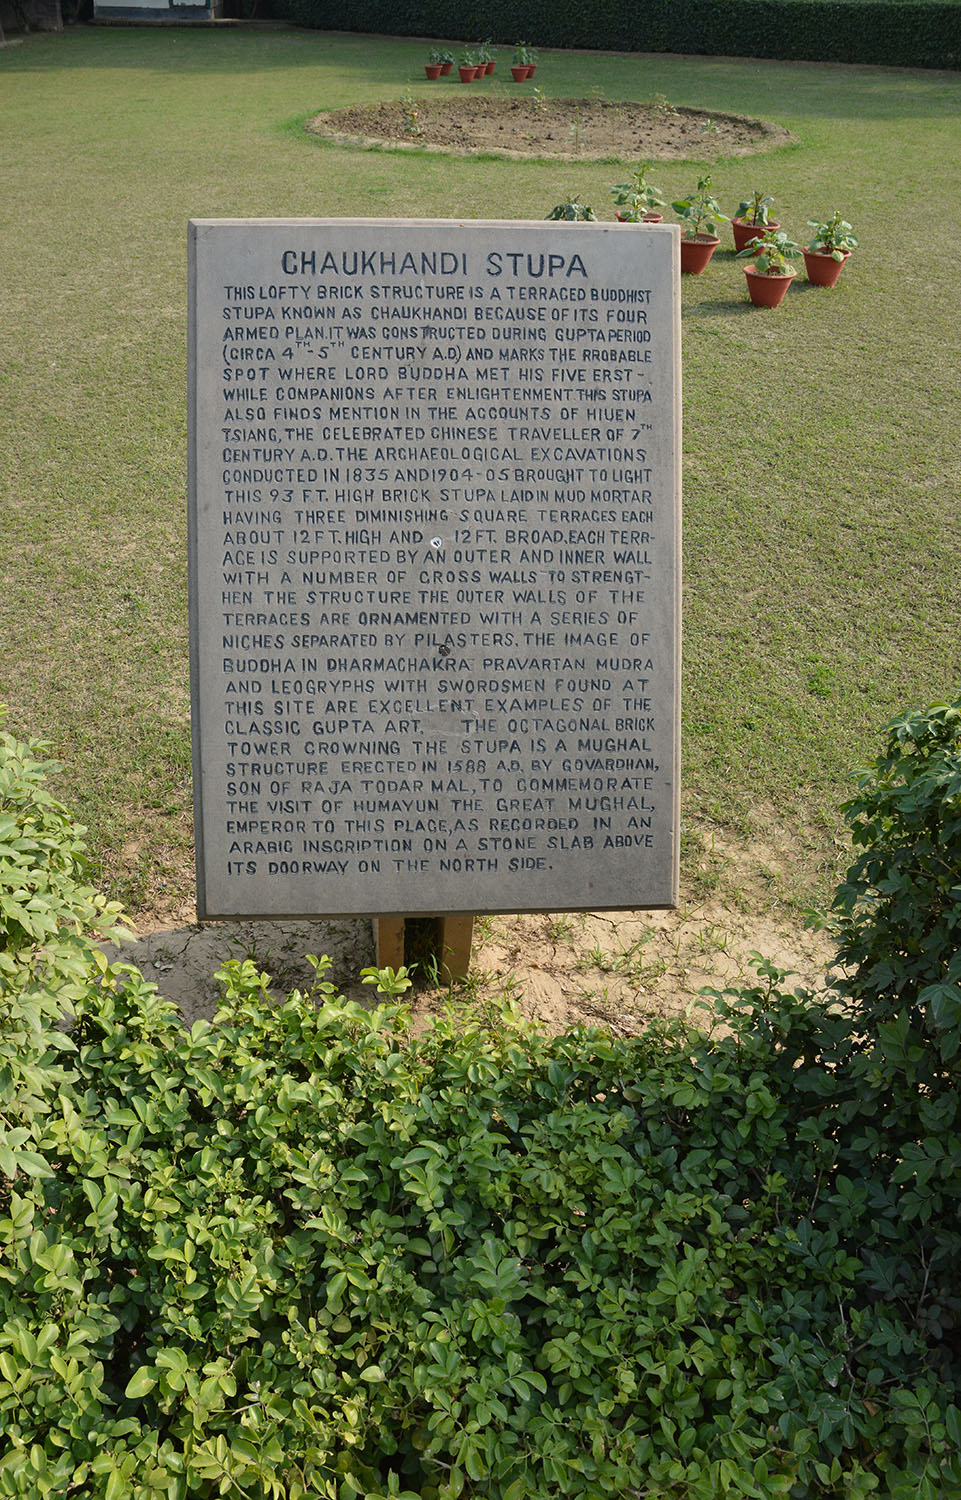 CHAUKHANDI STUPA
THIS LOFTY BRICK STRUCTURE IS A TERRACED BUDDHIST
STUPA KNOWN AS CHAUKHANDI BECAUSE OF ITS FOUR
ARMED PLAN. IT WAS CONSTRUCTED DURING GUPTA PERIOD
(CIRCA 4TH - 5TH CENTURY A.D) AND MARKS THE RROBABLE
SPOT WHERE LORD BUDDHA MET HIS FIVE ERST-
WHILE COMPANIONS AFTER ENLIGHTENMENT THIS STUPA
ALSO FINDS MENTION IN THE ACCOUNTS OF HIUEN
TSIANG, THE CELEBRATED CHINESE TRAVELLER OF 7TH
CENTURY A.D. THE ARCHAEOLOGICAL EXCAVATIONS
CONDUCTED IN 1835 AND 1904-05 BROUGHT TO LIGHT
THIS 93 FT. HIGH BRICK STUPA LAID IN MUD MORTAR
HAVING THREE DIMINISHING SQUARE TERRACES EACH
ABOUT 12 FT. HIGH AND 12 FT. BROAD. EACH TERR-
ACE IS SUPPORTED BY AN OUTER AND INNER WALL
WITH A NUMBER OF CROSS WALLS TO STRENGT-
HEN THE STRUCTURE THE OUTER WALLS OF THE
TERRACES ARE ORNAMENTED WITH A SERIES OF
NICHES SEPARATED BY PILASTERS. THE IMAGE OF
BUDDHA IN DHARMACHAKRA PRAVARTAN MUDRA
AND LEOGRYPHS WITH SWORDSMEN FOUND AT
THIS SITE ARE EXCELLENT EXAMPLES OF THE
CLASSIC GUPTA ART. THE OCTAGONAL BRICK
TOWER CROWNING THE STUPA IS A MUGHAL
STRUCTURE ERECTED IN 1588 A.D. BY GOVARDHAN,
SON OF RAJA TODAR MAL, TO COMMEMORATE
THE VISIT OF HUMAYUN THE GREAT MUGHAL,
EMPEROR TO THIS PLACE, AS RECORDED IN AN
ARABIC INSCRIPTION ON A STONE SLAB ABOVE
ITS DOORWAY ON THE NORTH SIDE.